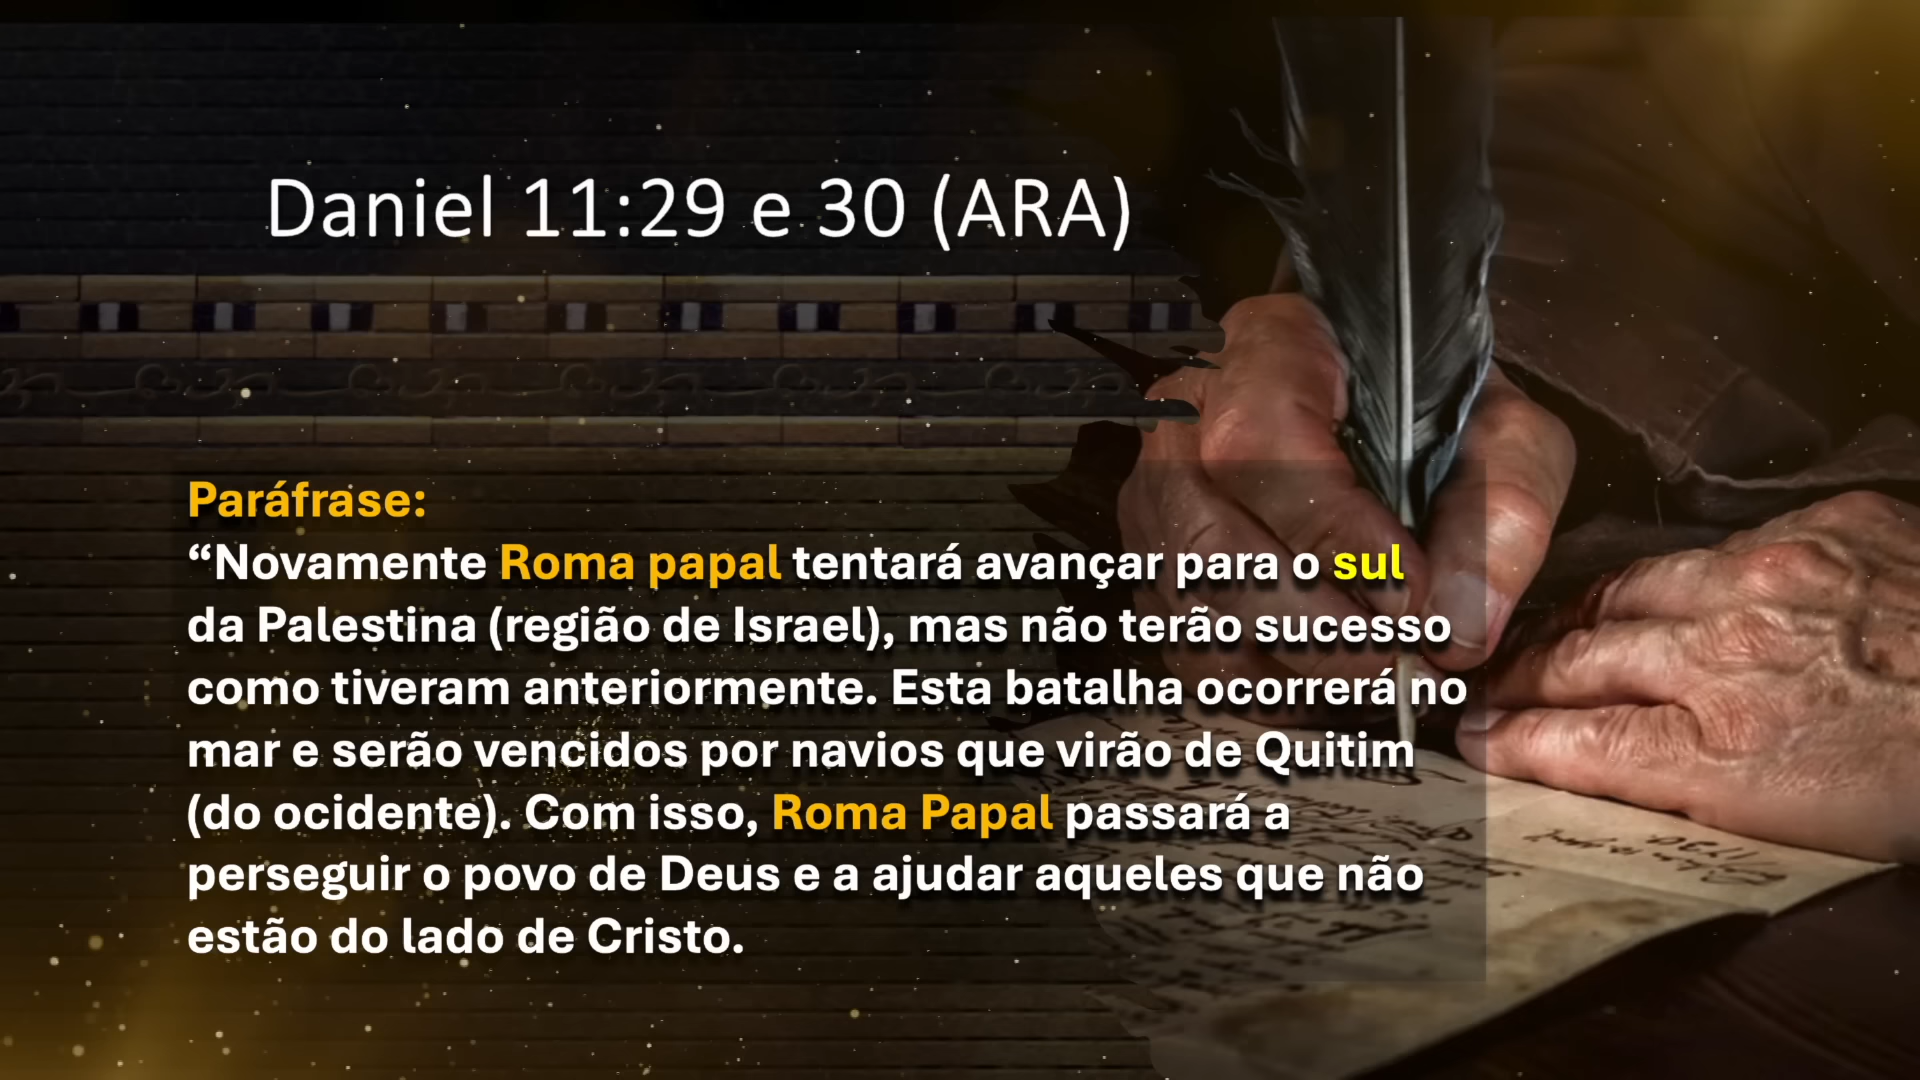 Daniel 11:29 e 30 (ARA)
Paráfrase:
“Novamente Roma papal tentará avançar para o sul
da Palestina (região de Israel), mas não terão sucesso
como tiveram anteriormente. Esta batalha ocorrerá no
mar e serão vencidos por navios que virão de Quitim
(do ocidente). Com isso, Roma Papal passará a
perseguir o povo de Deus e a ajudar aqueles que não
estão do lado de Cristo.